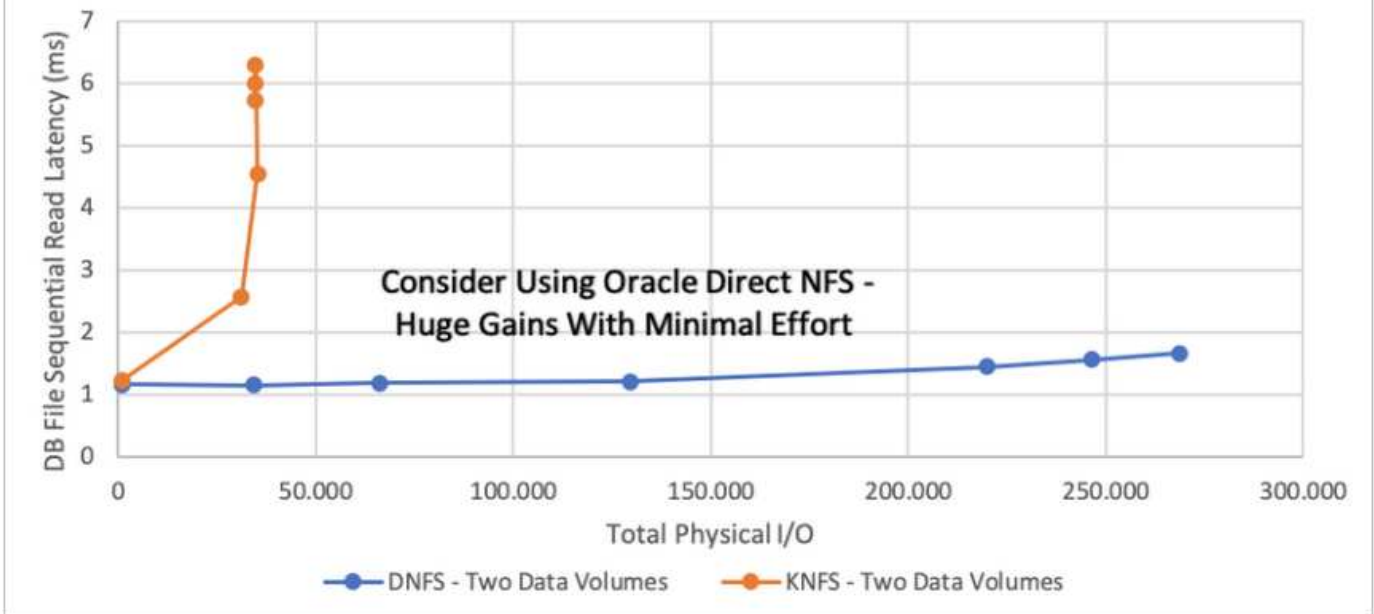 7
6
5
4
3
2
1
0
DB File Sequential Read Latency (ms)
Consider Using Oracle Direct NFS -
Huge Gains With Minimal Effort
0 50.000 100.000 150.000 200.000 250.000 300.000
Total Physical I/O
DNFS - Two Data Volumes KNFS - Two Data Volumes